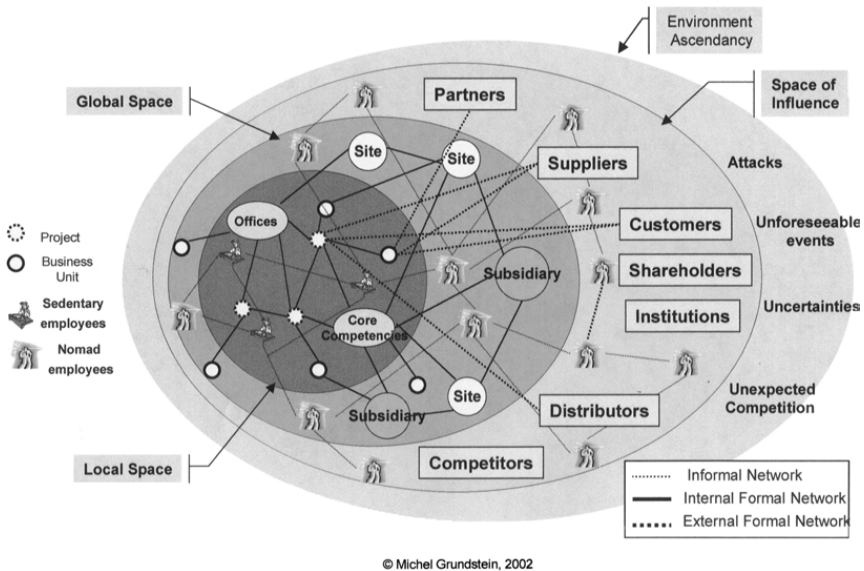 Environment
Ascendancy
Global Space
Partners
Space of
Influence
Site
Site
Suppliers
Attacks
Offices
Customers
Unforeseeable
events
Project
Business
Unit
Subsidiary
Shareholders
Sedentary
employees
Institutions
Uncertainties
Core
Competencies
Nomad
employees
Site
Subsidiary
Distributors
Unexpected
Competition
Local Space
Competitors
Informal Network
Internal Formal Network
External Formal Network
© Michel Grundstein, 2002